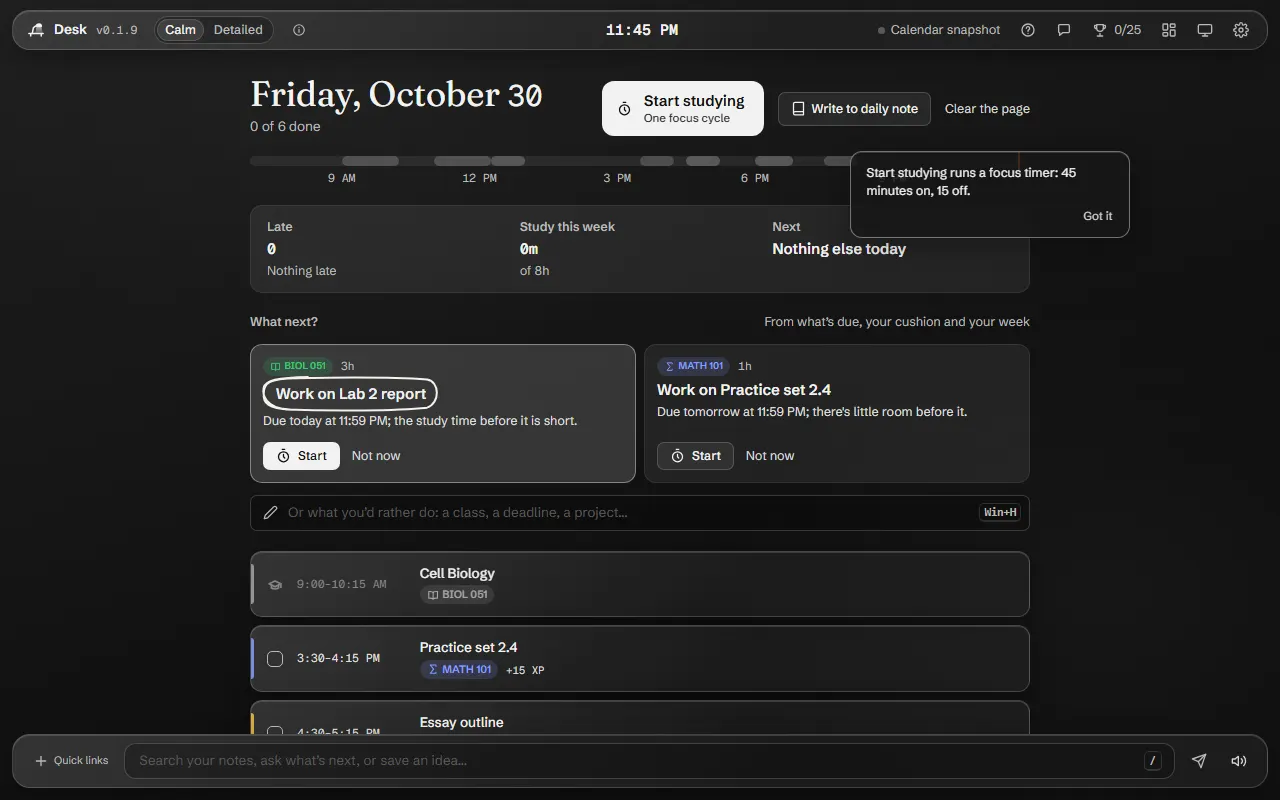 Desk v0.1.9 Calm Detailed 11:45 PM Calendar snapshot 0/25
Friday, October 30
0 of 6 done
Start studying
One focus cycle
Write to daily note
Clear the page
9 AM 12 PM 3 PM 6 PM
Start studying runs a focus timer: 45
minutes on, 15 off.
Got it
Late
0
Nothing late
Study this week
0m
of 8h
Next
Nothing else today
What next? From what's due, your cushion and your week
BIOL 051 3h
Work on Lab 2 report
Due today at 11:59 PM; the study time before it is short.
Start Not now
MATH 101 1h
Work on Practice set 2.4
Due tomorrow at 11:59 PM; there's little room before it.
Start Not now
Or what you'd rather do: a class, a deadline, a project... Win+H
9:00–10:15 AM
Cell Biology
BIOL 051
3:30–4:15 PM
Practice set 2.4
MATH 101 +15 XP
4:30–5:15 PM
Essay outline
Quick links
Search your notes, ask what's next, or save an idea... /